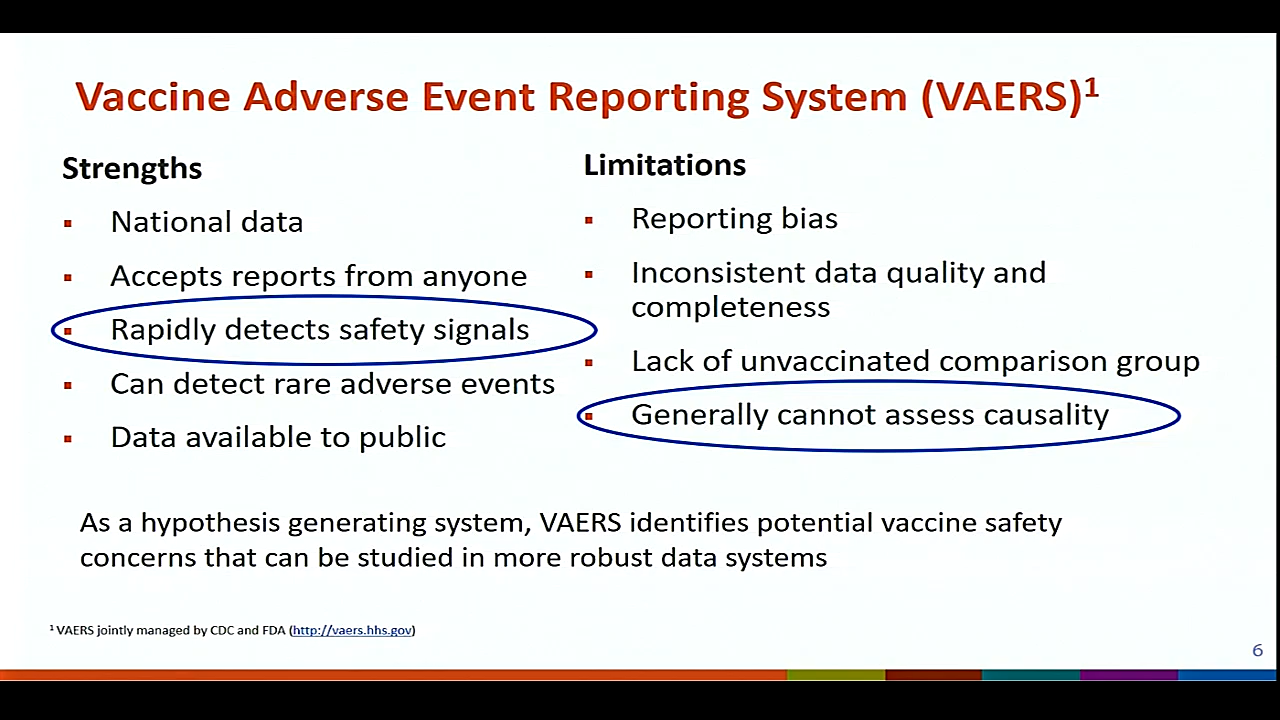 Vaccine Adverse Event Reporting System (VAERS)¹
Strengths
▪ National data
▪ Accepts reports from anyone
▪ Rapidly detects safety signals
▪ Can detect rare adverse events
▪ Data available to public
Limitations
▪ Reporting bias
▪ Inconsistent data quality and
completeness
▪ Lack of unvaccinated comparison group
▪ Generally cannot assess causality
As a hypothesis generating system, VAERS identifies potential vaccine safety
concerns that can be studied in more robust data systems
¹ VAERS jointly managed by CDC and FDA (http://vaers.hhs.gov)
6